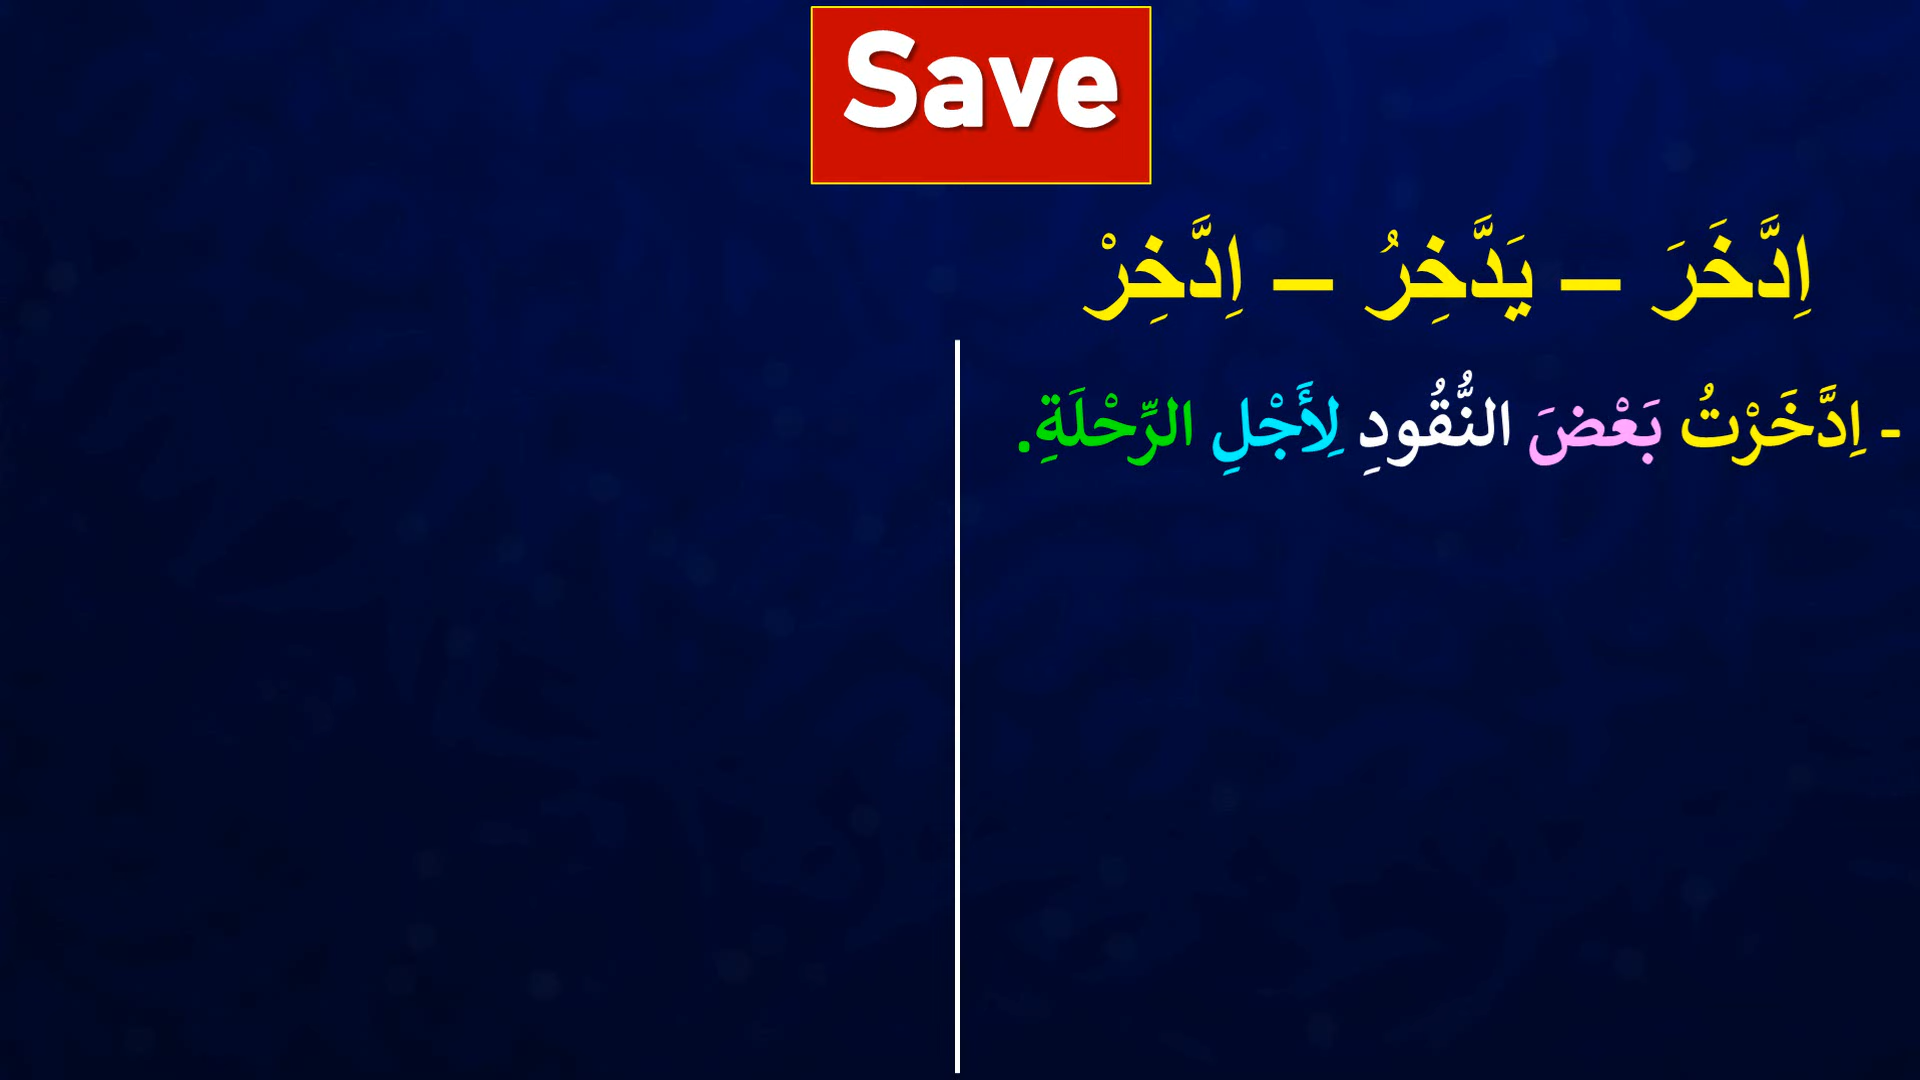 Save
اِدَّخَرَ – يَدَّخِرُ – اِدَّخِرْ
- اِدَّخَرْتُ بَعْضَ النُّقُودِ لِأَجْلِ الرِّحْلَةِ.